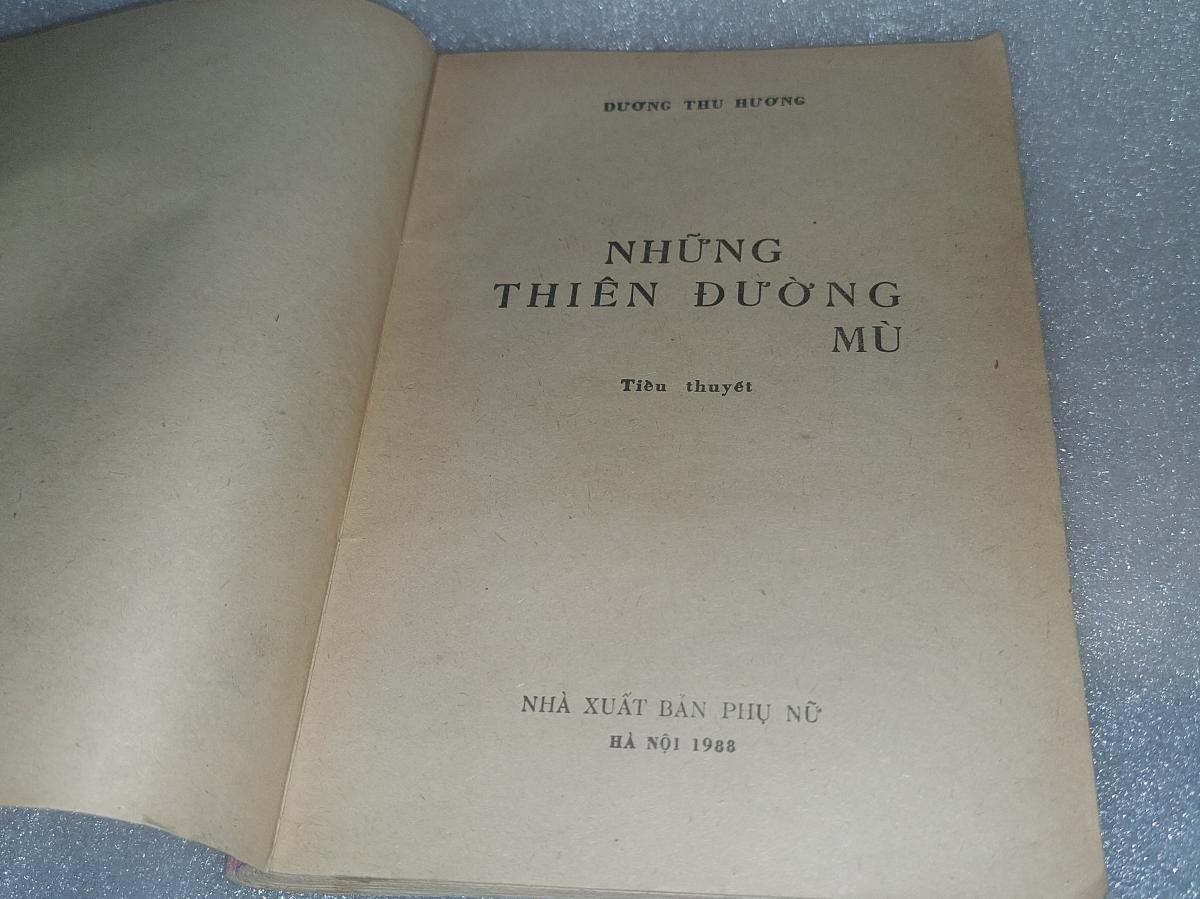 DƯƠNG THU HƯƠNG
NHỮNG
THIÊN ĐƯỜNG
MÙ
Tiểu thuyết
NHÀ XUẤT BẢN PHỤ NỮ
HÀ NỘI 1988